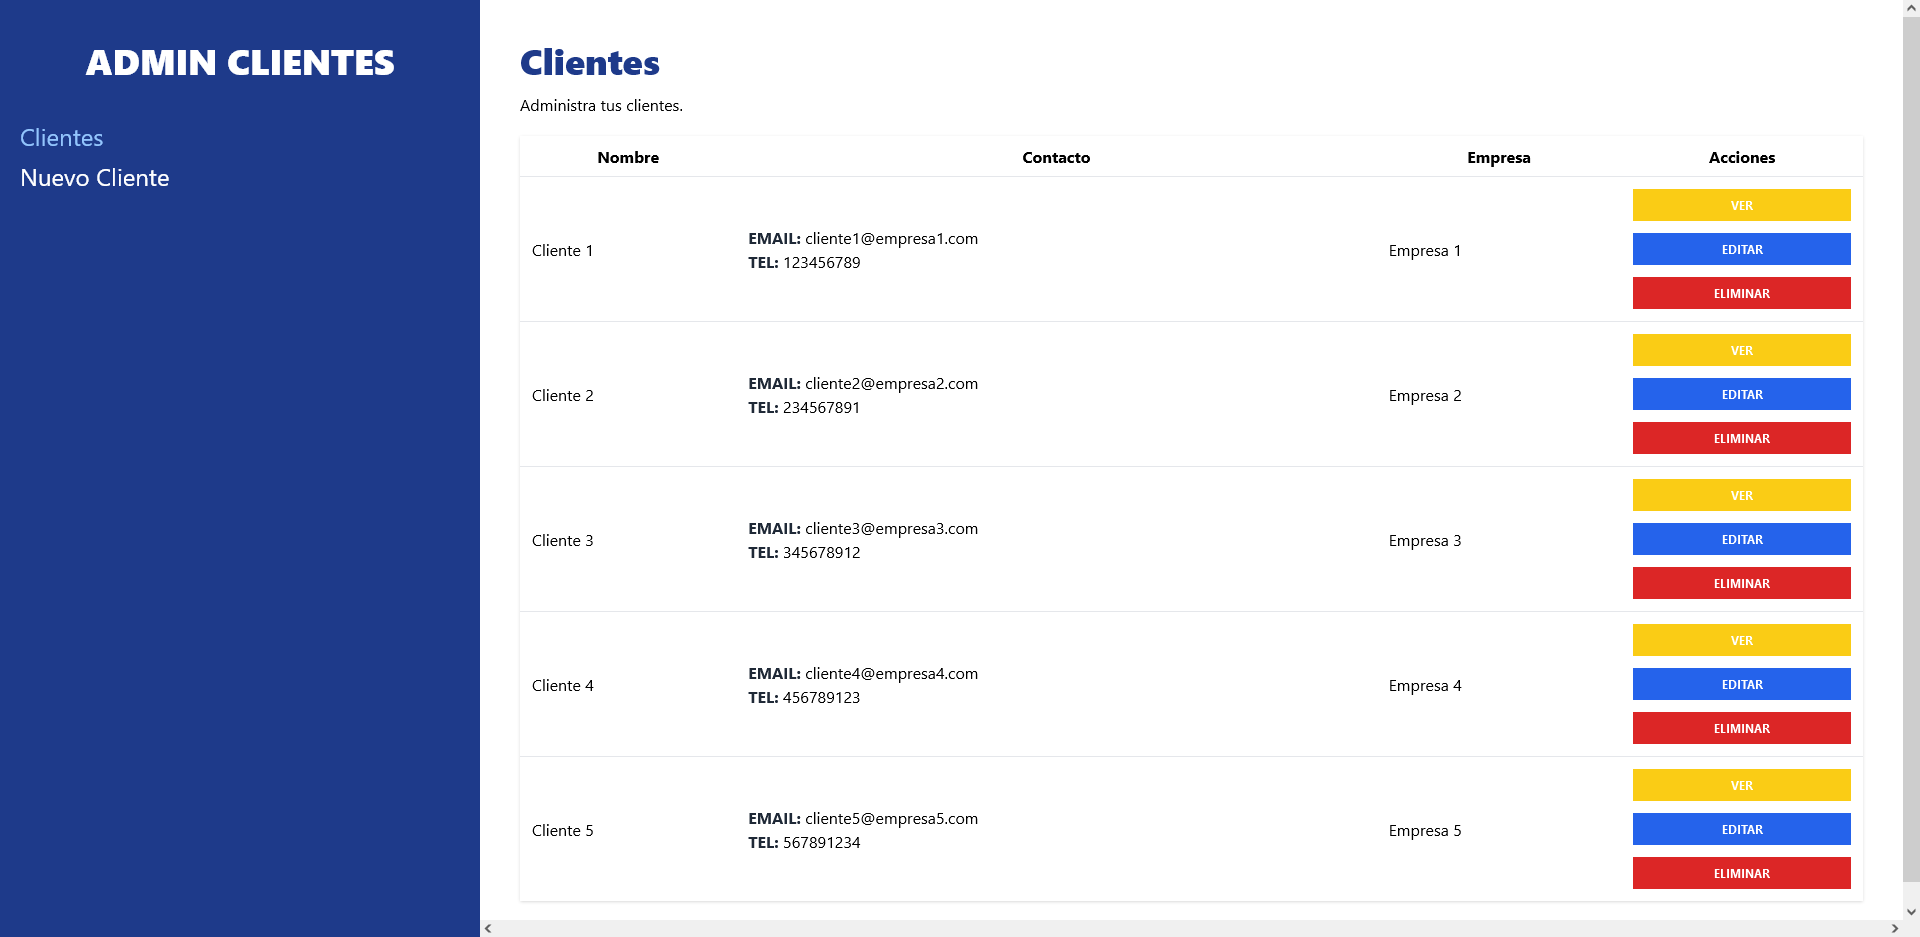 ADMIN CLIENTES
Clientes
Nuevo Cliente
Clientes
Administra tus clientes.
Nombre Contacto Empresa Acciones
Cliente 1
EMAIL: cliente1@empresa1.com
TEL: 123456789
Empresa 1
VER
EDITAR
ELIMINAR
Cliente 2
EMAIL: cliente2@empresa2.com
TEL: 234567891
Empresa 2
VER
EDITAR
ELIMINAR
Cliente 3
EMAIL: cliente3@empresa3.com
TEL: 345678912
Empresa 3
VER
EDITAR
ELIMINAR
Cliente 4
EMAIL: cliente4@empresa4.com
TEL: 456789123
Empresa 4
VER
EDITAR
ELIMINAR
Cliente 5
EMAIL: cliente5@empresa5.com
TEL: 567891234
Empresa 5
VER
EDITAR
ELIMINAR